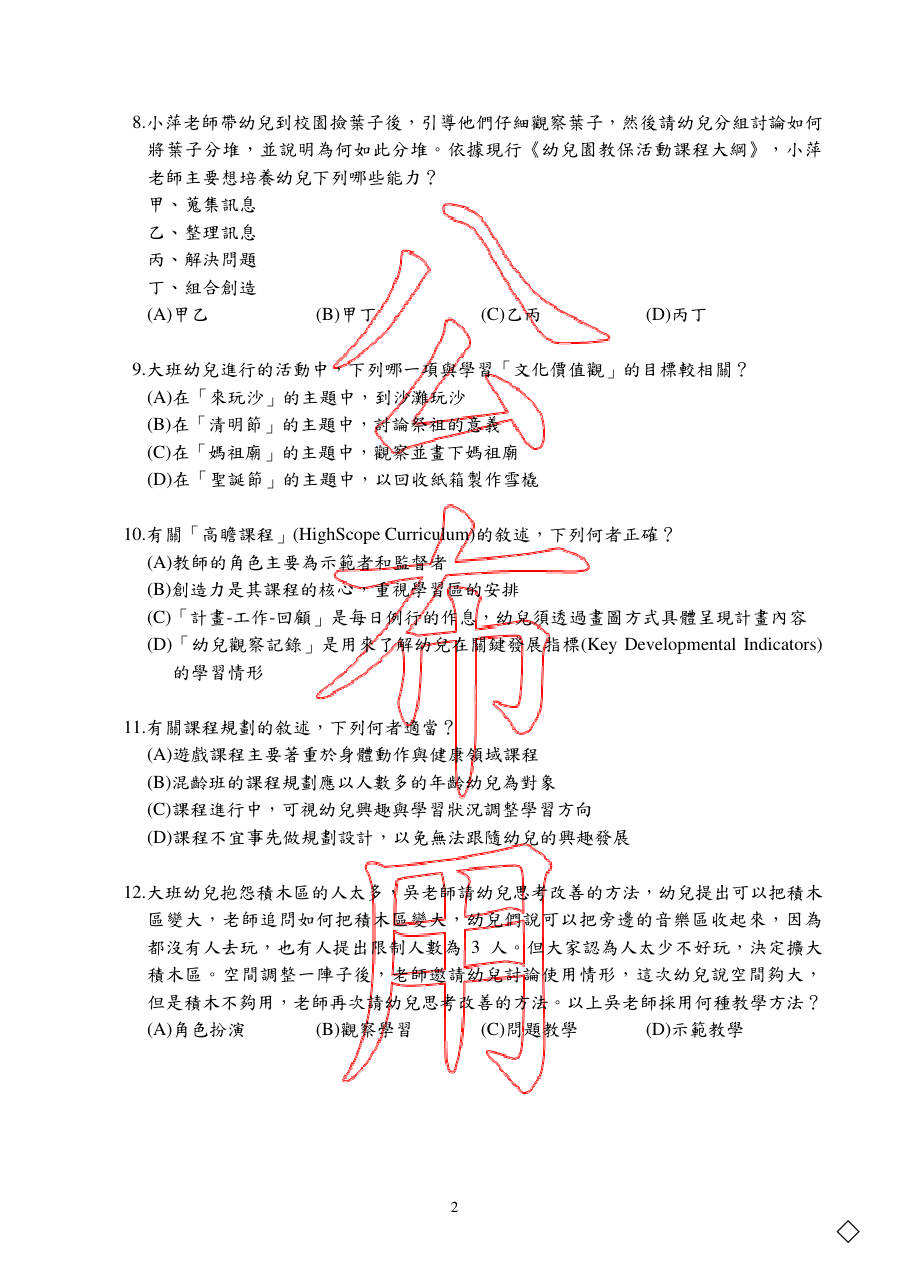 8.小萍老師帶幼兒到校園撿葉子後，引導他們仔細觀察葉子，然後請幼兒分組討論如何
將葉子分堆，並說明為何如此分堆。依據現行《幼兒園教保活動課程大綱》，小萍
老師主要想培養幼兒下列哪些能力？
甲、蒐集訊息
乙、整理訊息
丙、解決問題
丁、組合創造
(A)甲乙 (B)甲丁 (C)乙丙 (D)丙丁
9.大班幼兒進行的活動中，下列哪一項與學習「文化價值觀」的目標較相關？
(A)在「來玩沙」的主題中，到沙灘玩沙
(B)在「清明節」的主題中，討論祭祖的意義
(C)在「媽祖廟」的主題中，觀察並畫下媽祖廟
(D)在「聖誕節」的主題中，以回收紙箱製作雪橇
10.有關「高瞻課程」(HighScope Curriculum)的敘述，下列何者正確？
(A)教師的角色主要為示範者和監督者
(B)創造力是其課程的核心，重視學習區的安排
(C)「計畫-工作-回顧」是每日例行的作息，幼兒須透過畫圖方式具體呈現計畫內容
(D)「幼兒觀察記錄」是用來了解幼兒在關鍵發展指標(Key Developmental Indicators)
的學習情形
11.有關課程規劃的敘述，下列何者適當？
(A)遊戲課程主要著重於身體動作與健康領域課程
(B)混齡班的課程規劃應以人數多的年齡幼兒為對象
(C)課程進行中，可視幼兒興趣與學習狀況調整學習方向
(D)課程不宜事先做規劃設計，以免無法跟隨幼兒的興趣發展
12.大班幼兒抱怨積木區的人太多，吳老師請幼兒思考改善的方法，幼兒提出可以把積木
區變大，老師追問如何把積木區變大，幼兒們說可以把旁邊的音樂區收起來，因為
都沒有人去玩，也有人提出限制人數為 3 人。但大家認為人太少不好玩，決定擴大
積木區。空間調整一陣子後，老師邀請幼兒討論使用情形，這次幼兒說空間夠大，
但是積木不夠用，老師再次請幼兒思考改善的方法。以上吳老師採用何種教學方法？
(A)角色扮演 (B)觀察學習 (C)問題教學 (D)示範教學
公布用
2